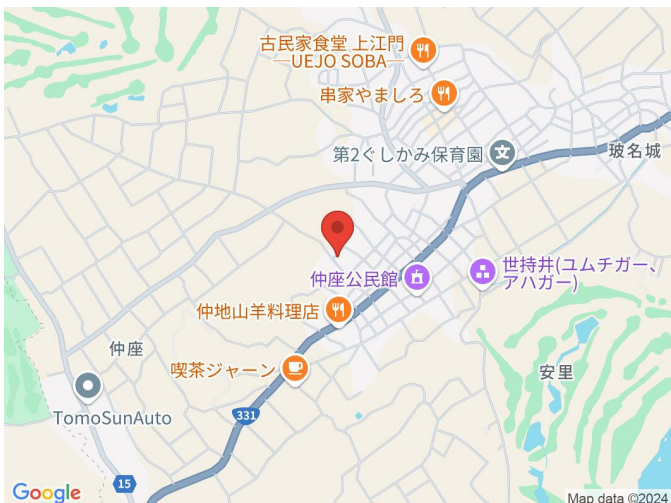 古民家食堂 上江門
―UEJO SOBA―
串家やましろ
第2ぐしかみ保育園
玻名城
仲座公民館
世持井(ユムチガー、
アハガー)
仲地山羊料理店
仲座
喫茶ジャーン
安里
TomoSunAuto
331
15
Google
Map data ©2024